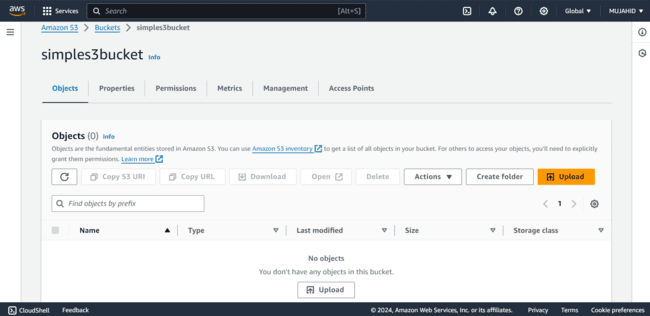 aws
Services
Search
[Alt+S]
Global
MUJAHID
Amazon S3 > Buckets > simples3bucket
simples3bucket
Info
Objects
Properties
Permissions
Metrics
Management
Access Points
Objects (0) Info
Objects are the fundamental entities stored in Amazon S3. You can use Amazon S3 inventory to get a list of all objects in your bucket. For others to access your objects, you'll need to explicitly
grant them permissions. Learn more
Copy S3 URI
Copy URL
Download
Open
Delete
Actions
Create folder
Upload
Find objects by prefix
1
Name
Type
Last modified
Size
Storage class
No objects
You don't have any objects in this bucket.
Upload
CloudShell
Feedback
© 2024, Amazon Web Services, Inc. or its affiliates.
Privacy
Terms
Cookie preferences